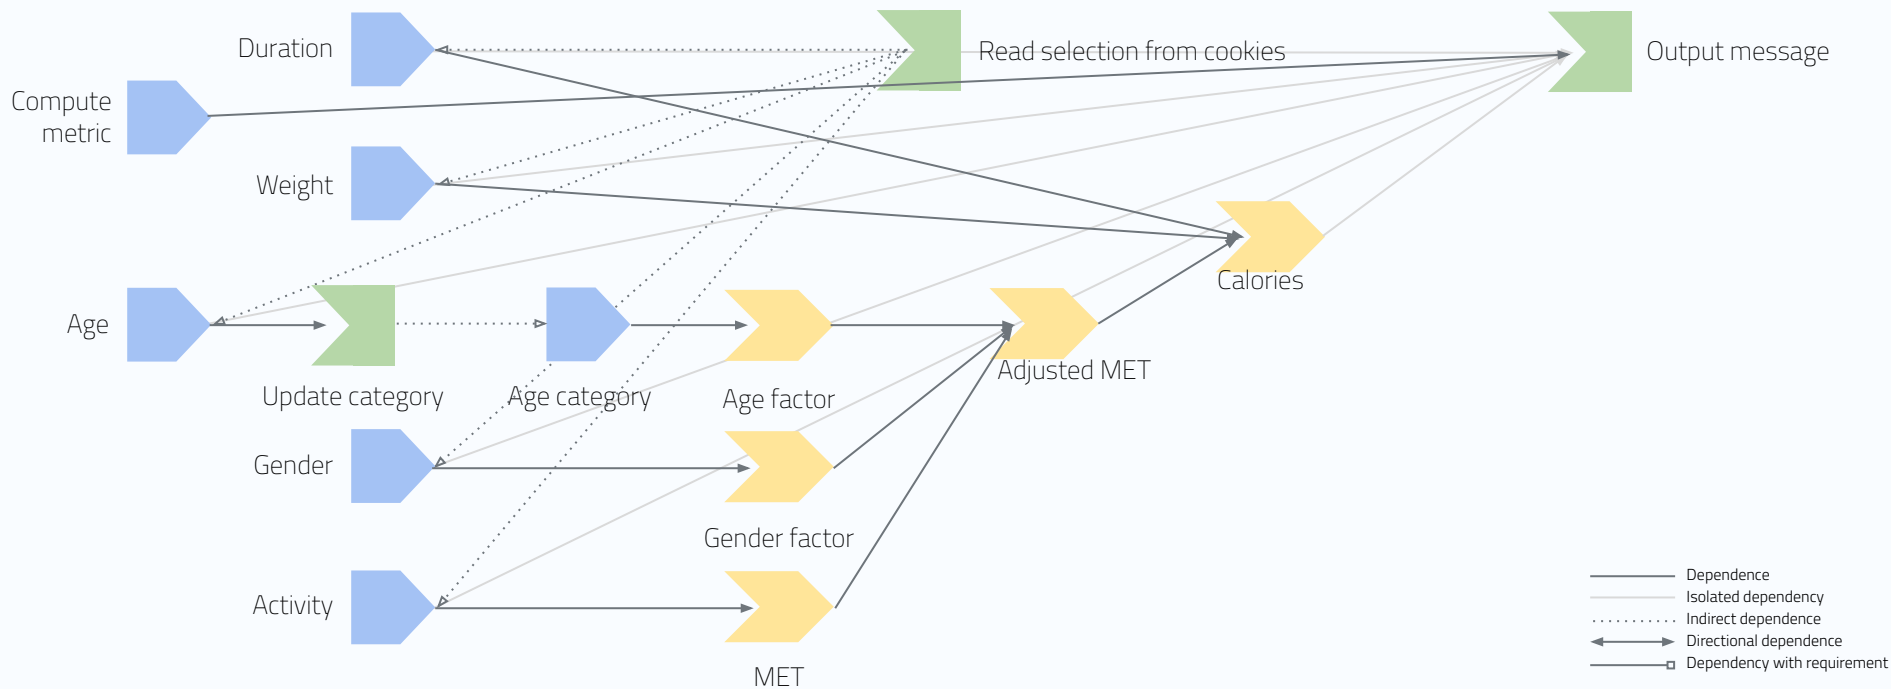 Duration
Read selection from cookies
Output message
Compute
metric
Weight
Calories
Age
Adjusted MET
Update category
Age category
Age factor
Gender
Gender factor
Activity
MET
Dependence
Isolated dependency
Indirect dependence
Directional dependence
Dependency with requirement